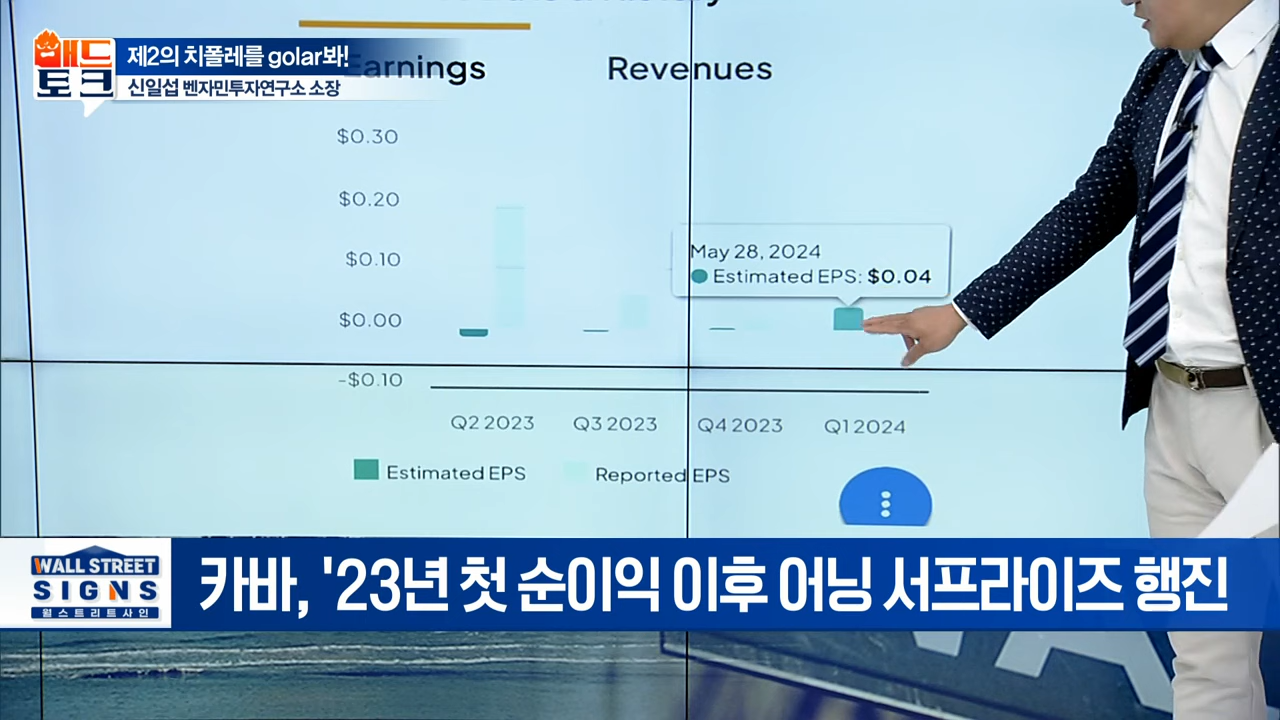 매드
토크
제2의 치폴레를 golar봐!
신일섭 벤자민투자연구소 소장
Earnings
Revenues
$0.30
$0.20
$0.10
$0.00
-$0.10
May 28, 2024
Estimated EPS: $0.04
Q2 2023
Q3 2023
Q4 2023
Q1 2024
Estimated EPS
Reported EPS
WALL STREET
SIGNS
월스트리트사인
카바, '23년 첫 순이익 이후 어닝 서프라이즈 행진